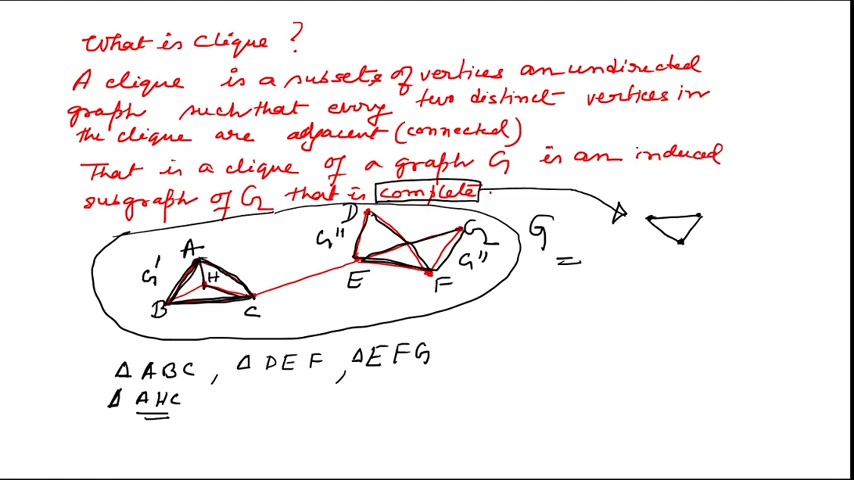 What is clique ?
A clique is a subsets of vertices an undirected
graph such that every two distinct vertices in
the clique are adjacent (connected)
That is a clique of a graph G is an induced
subgraph of G that is complete.
D
G" G
A
G' H
G"
G
E F
B C
Δ ABC , Δ DEF , Δ EFG
Δ AHC